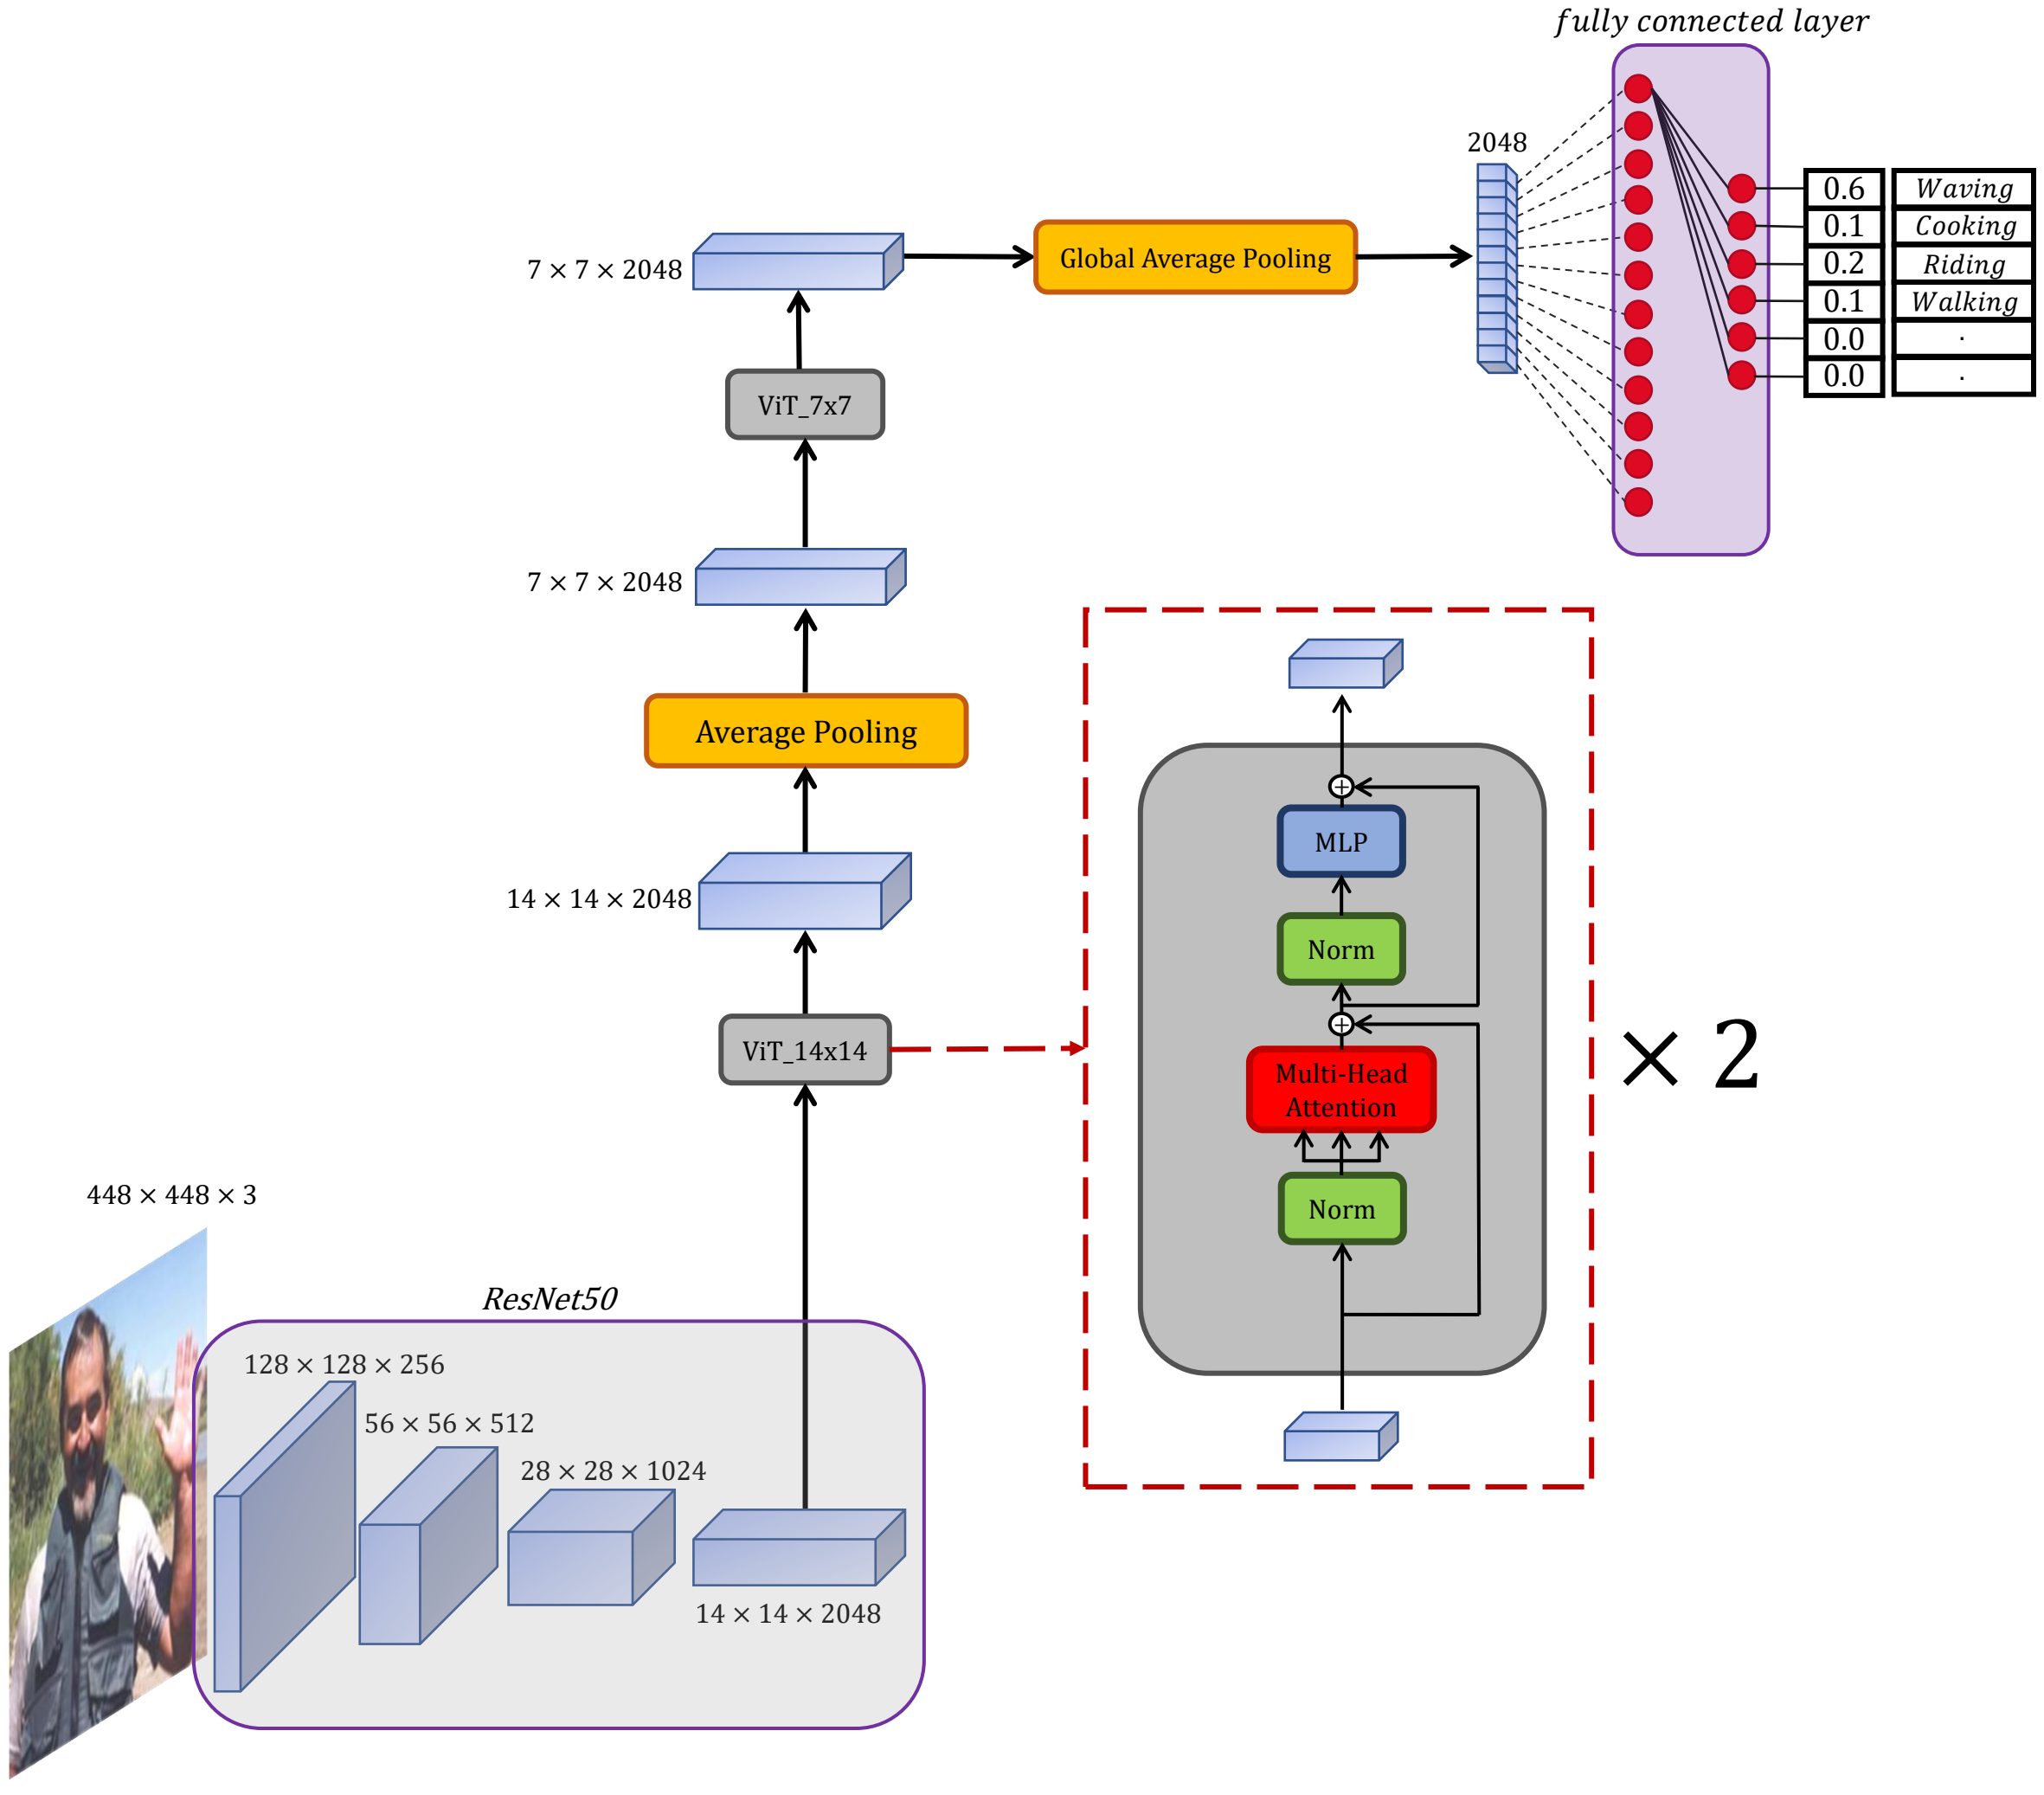 fully connected layer
2048
0.6 Waving
0.1 Cooking
0.2 Riding
0.1 Walking
0.0 .
0.0 .
7 × 7 × 2048
Global Average Pooling
ViT_7x7
7 × 7 × 2048
Average Pooling
14 × 14 × 2048
ViT_14x14
+
MLP
Norm
+
Multi-Head
Attention
Norm
× 2
448 × 448 × 3
ResNet50
128 × 128 × 256
56 × 56 × 512
28 × 28 × 1024
14 × 14 × 2048